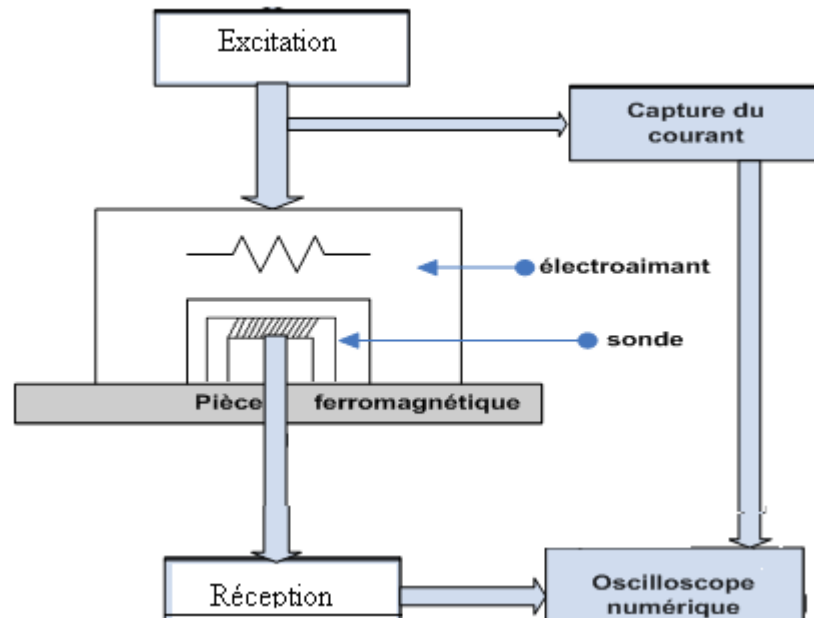 Excitation
Capture du
courant
électroaimant
sonde
Pièce ferromagnétique
Réception
Oscilloscope
numérique